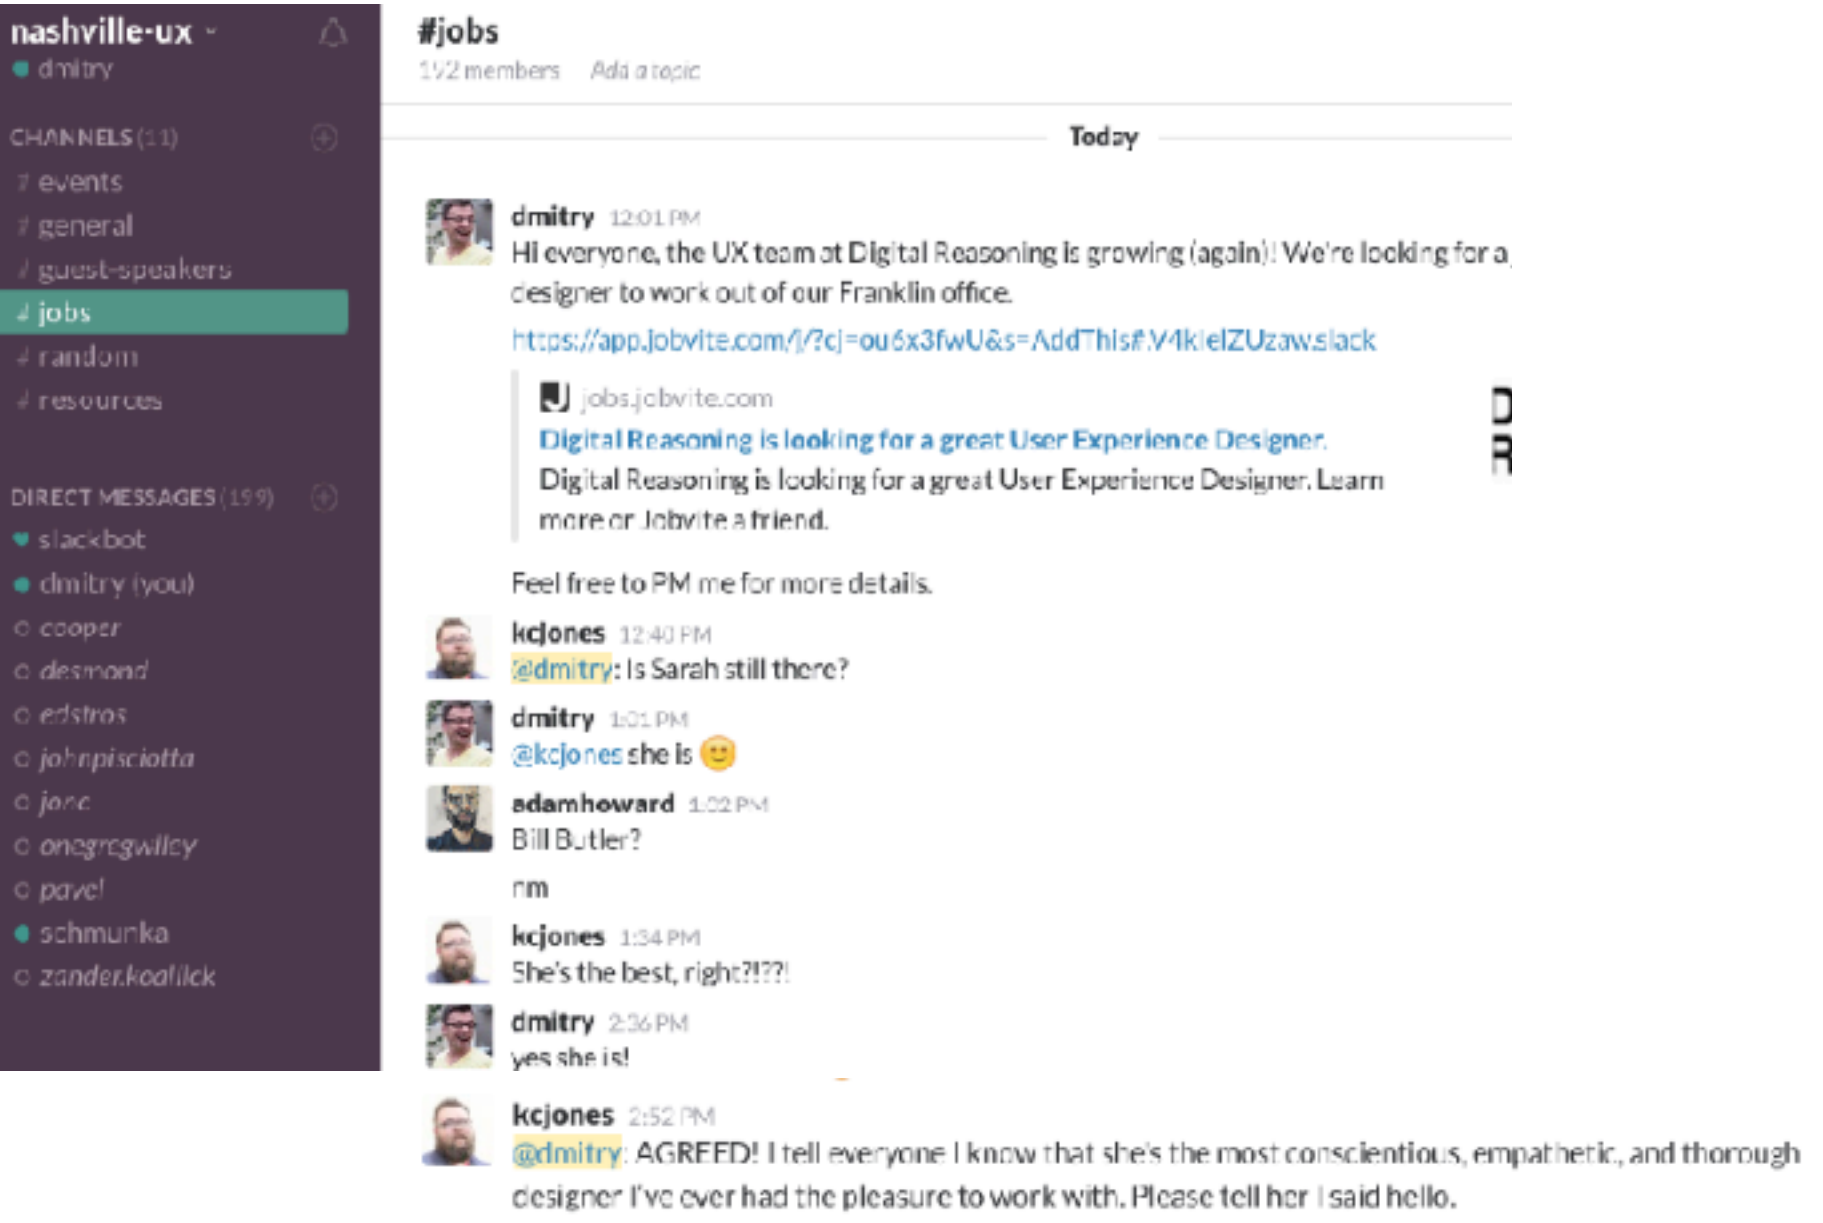 nashville-ux
dmitry
CHANNELS (11)
# events
# general
# guest-speakers
# jobs
# random
# resources
DIRECT MESSAGES (199)
slackbot
dmitry (you)
cooper
desmond
edstros
johnpisciotta
jonc
onegregwiley
pavel
schmunka
#jobs
192 members Add a topic
Today
dmitry 12:01 PM
Hi everyone, the UX team at Digital Reasoning is growing (again)! We're looking for a
designer to work out of our Franklin office.
jobs.jobvite.com
Digital Reasoning is looking for a great User Experience Designer.
Digital Reasoning is looking for a great User Experience Designer. Learn
more or Jobvite a friend.
Feel free to PM me for more details.
kcjones 12:40 PM
@dmitry: Is Sarah still there?
dmitry 1:01 PM
@kcjones she is
adamhoward 1:02 PM
Bill Butler?
nm
kcjones 1:34 PM
She's the best, right?!??!
dmitry 2:36 PM
yes she is!
kcjones 2:52 PM
@dmitry: AGREED! I tell everyone I know that she's the most conscientious, empathetic, and thorough
designer I've ever had the pleasure to work with. Please tell her I said hello.